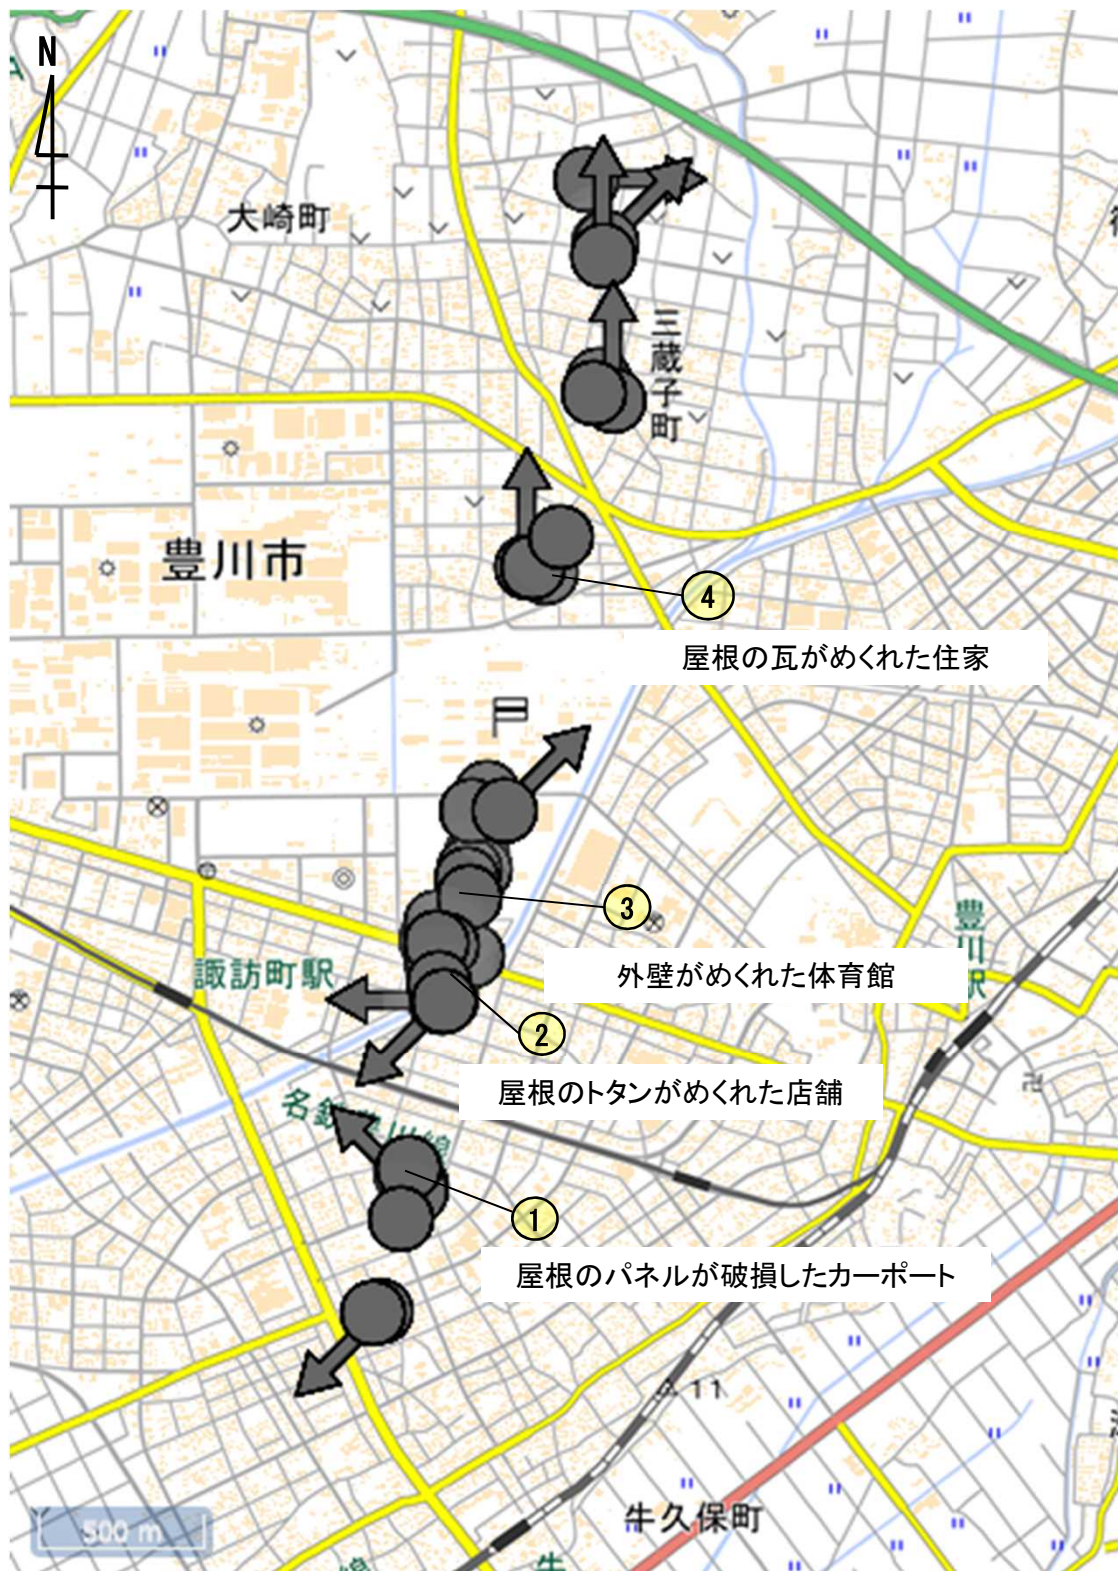 N
大崎町
三蔵子町
豊川市
4
屋根の瓦がめくれた住家
3
外壁がめくれた体育館
豊川駅
諏訪町駅
2
屋根のトタンがめくれた店舗
1
屋根のパネルが破損したカーポート
11
牛久保町
500 m
牛